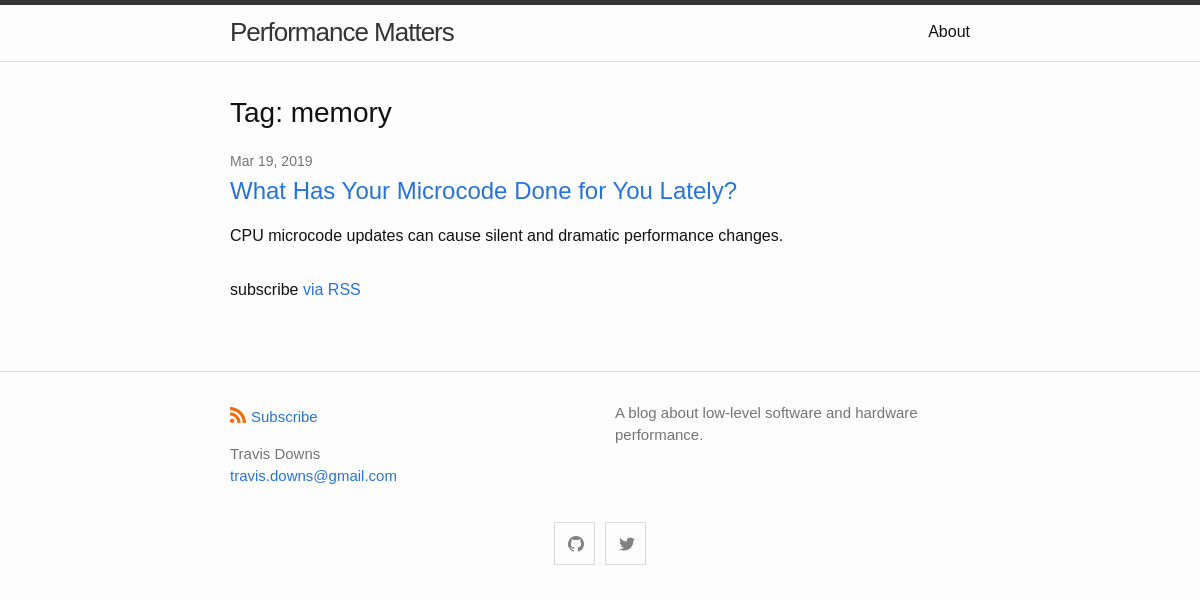 Performance Matters
About
Tag: memory
Mar 19, 2019
What Has Your Microcode Done for You Lately?
CPU microcode updates can cause silent and dramatic performance changes.
subscribe via RSS
Subscribe
Travis Downs
travis.downs@gmail.com
A blog about low-level software and hardware
performance.